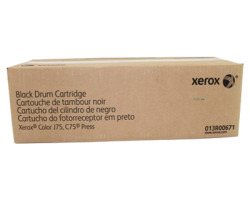 xerox
Black Drum Cartridge
Cartouche de tambour noir
Cartucho del cilindro de negro
Cartucho do fotorreceptor em preto
Xerox® Color J75, C75® Press
013R00671